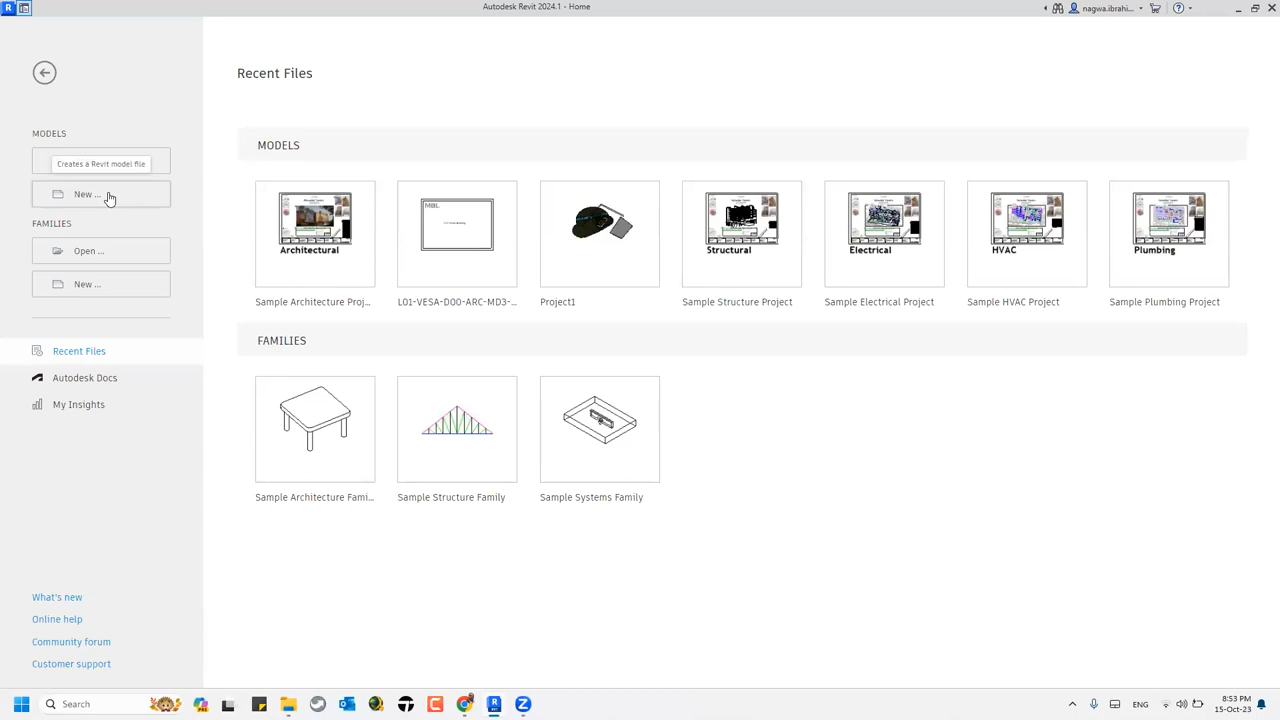 Autodesk Revit 2024.1 - Home
nagwa.ibrahi...
Recent Files
MODELS
Creates a Revit model file
New ...
FAMILIES
Open ...
New ...
Recent Files
Autodesk Docs
My Insights
What's new
Online help
Community forum
Customer support
MODELS
Architectural
MBL
Structural
Electrical
HVAC
Plumbing
Sample Architecture Proj...
L01-VESA-D00-ARC-MD3-...
Project1
Sample Structure Project
Sample Electrical Project
Sample HVAC Project
Sample Plumbing Project
FAMILIES
Sample Architecture Fami...
Sample Structure Family
Sample Systems Family
Search
ENG
8:53 PM
15-Oct-23